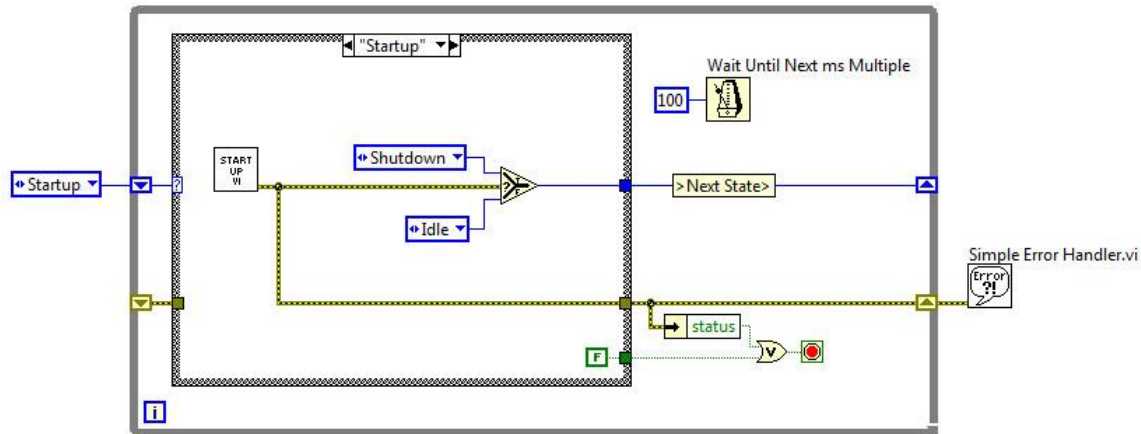 "Startup"
Wait Until Next ms Multiple
100
Startup
?
START
UP
VI
Shutdown
?
T
F
Idle
>Next State>
Simple Error Handler.vi
Error
?!
status
F
V
i